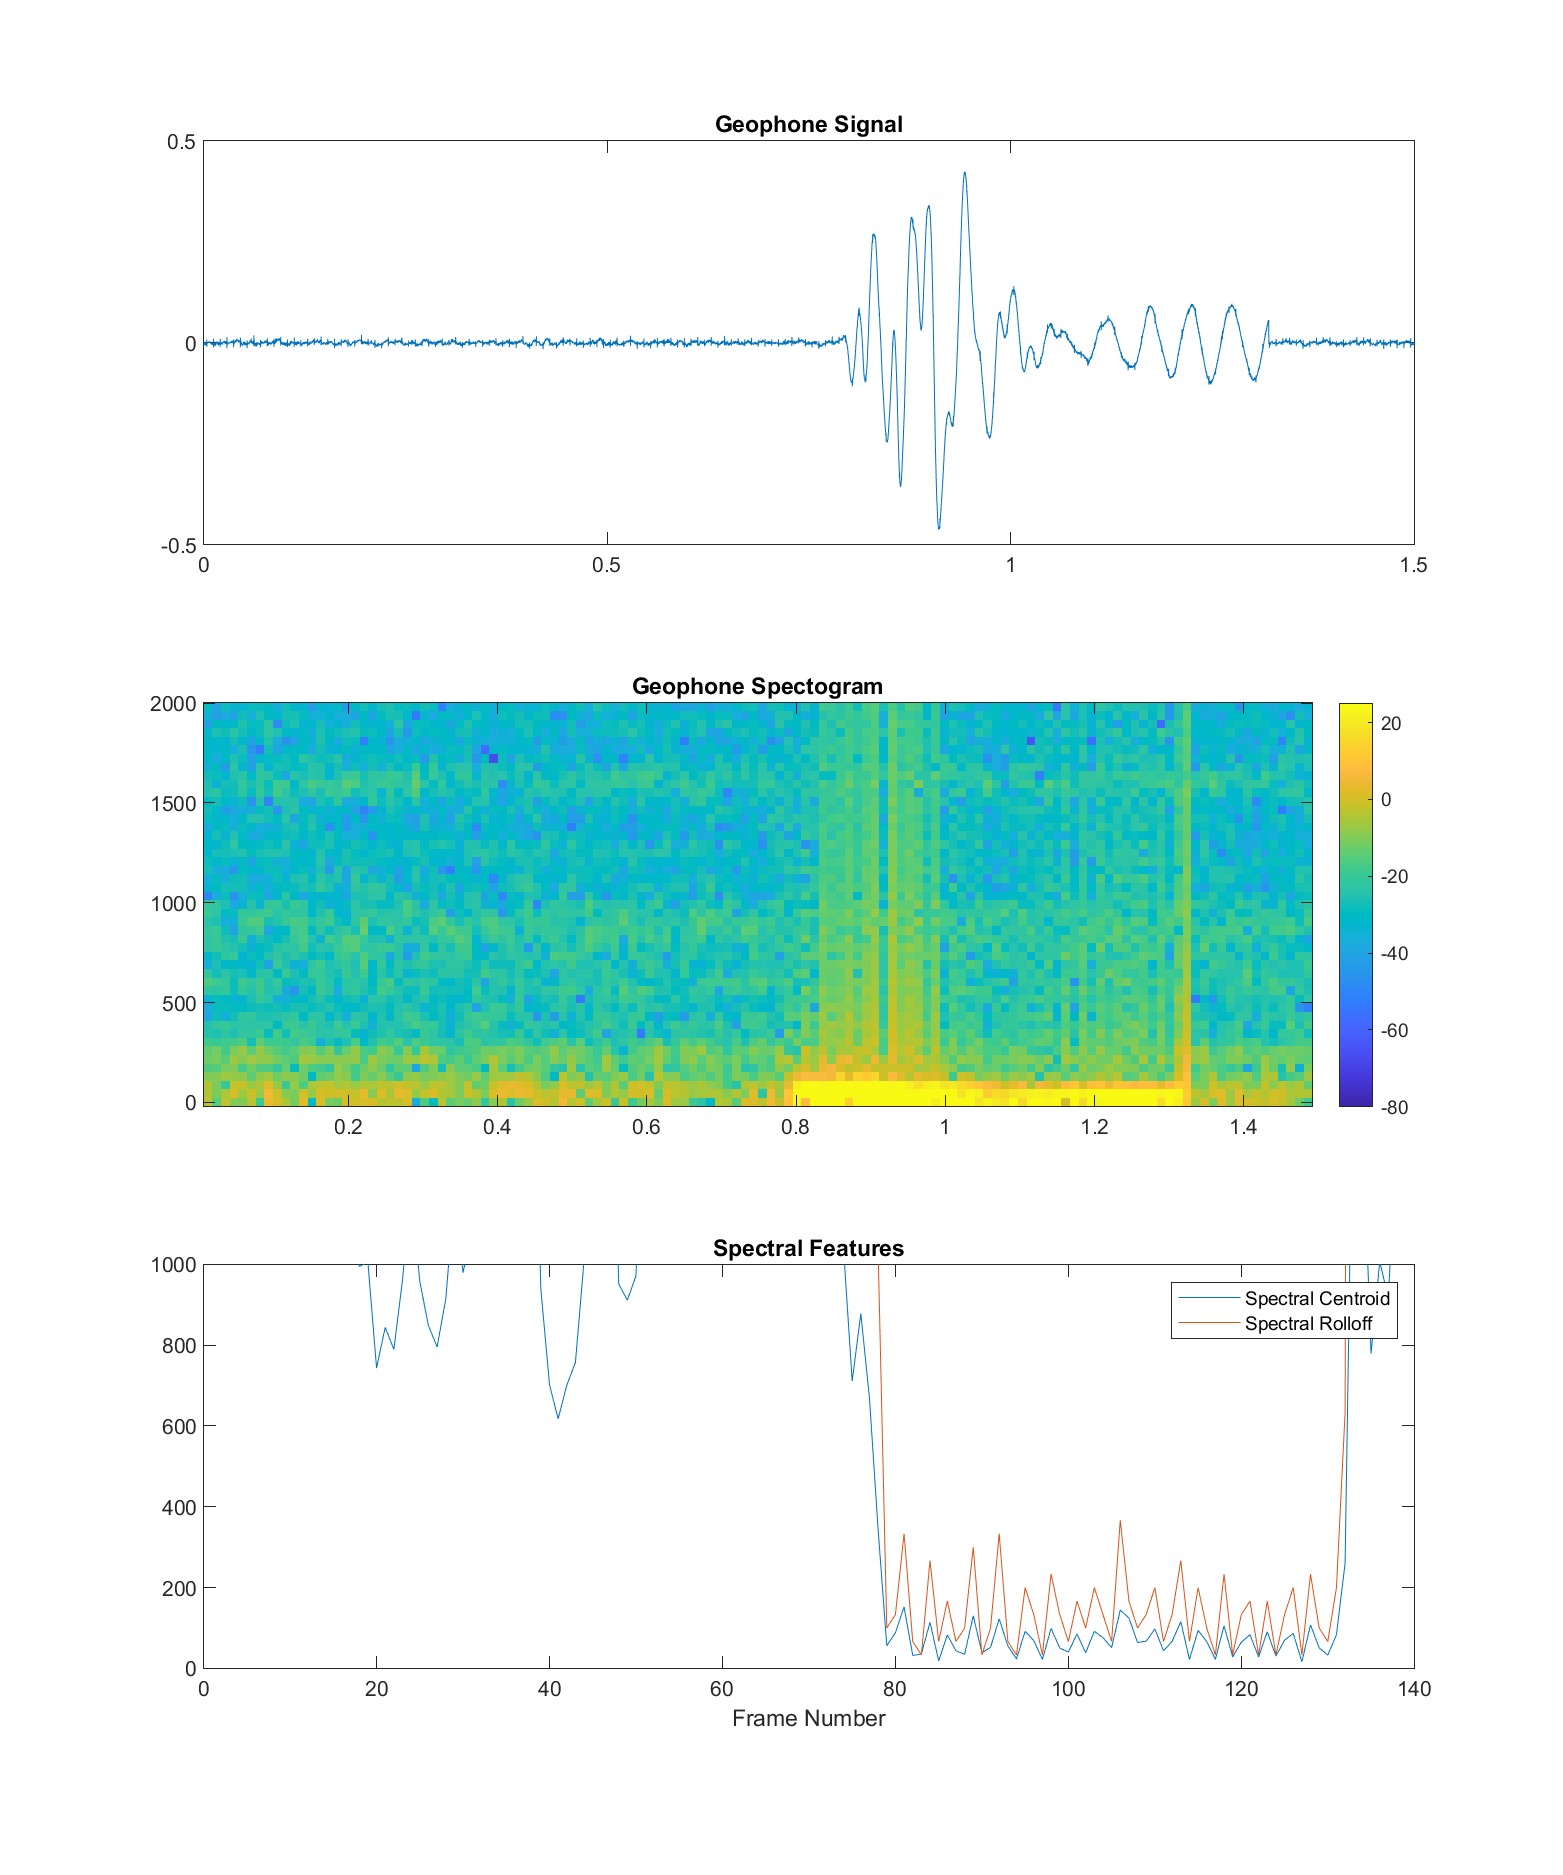 Geophone Signal
0.5
0
-0.5
0 0.5 1 1.5
Geophone Spectogram
2000
1500
1000
500
0
0.2 0.4 0.6 0.8 1 1.2 1.4
20
0
-20
-40
-60
-80
Spectral Features
1000
800
600
400
200
0
Spectral Centroid
Spectral Rolloff
0 20 40 60 80 100 120 140
Frame Number